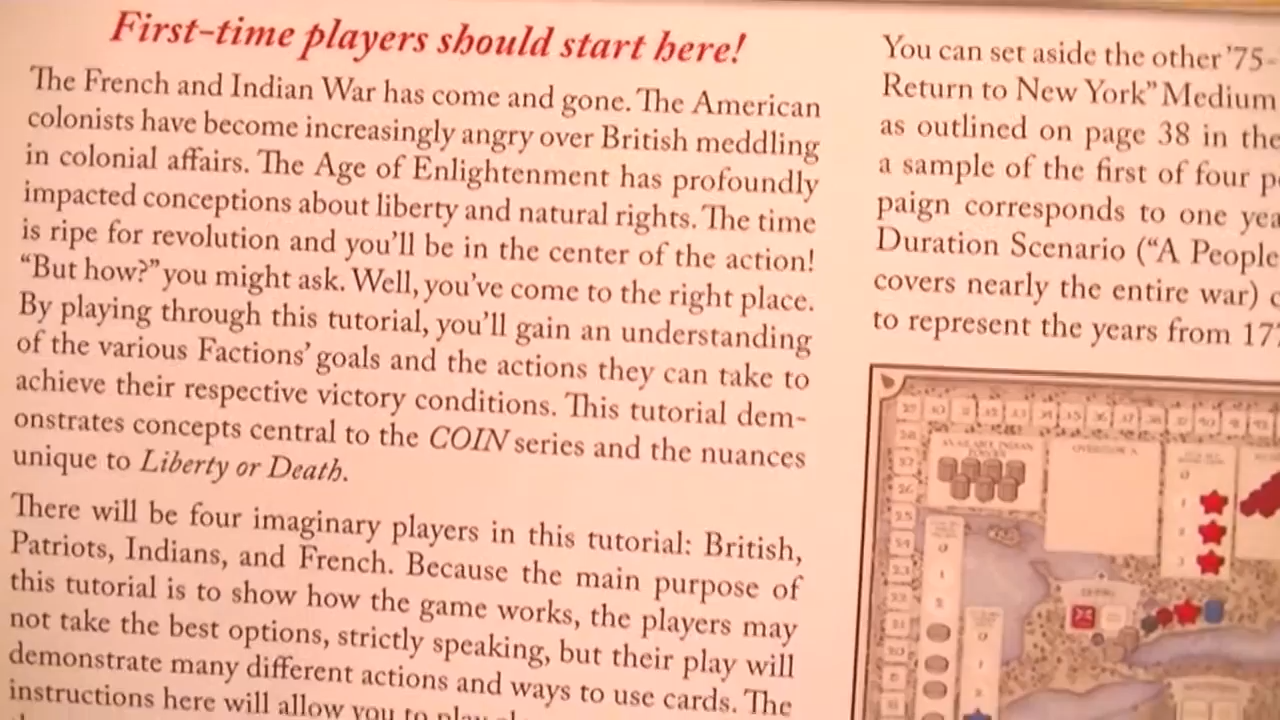 First-time players should start here!
The French and Indian War has come and gone. The American
colonists have become increasingly angry over British meddling
in colonial affairs. The Age of Enlightenment has profoundly
impacted conceptions about liberty and natural rights. The time
is ripe for revolution and you'll be in the center of the action!
“But how?” you might ask. Well, you've come to the right place.
By playing through this tutorial, you'll gain an understanding
of the various Factions' goals and the actions they can take to
achieve their respective victory conditions. This tutorial dem-
onstrates concepts central to the COIN series and the nuances
unique to Liberty or Death.
There will be four imaginary players in this tutorial: British,
Patriots, Indians, and French. Because the main purpose of
this tutorial is to show how the game works, the players may
not take the best options, strictly speaking, but their play will
demonstrate many different actions and ways to use cards. The
instructions here will allow you to play
You can set aside the other '75-
Return to New York” Medium
as outlined on page 38 in the
a sample of the first of four
paign corresponds to one
Duration Scenario (“A People
covers nearly the entire war)
to represent the years from